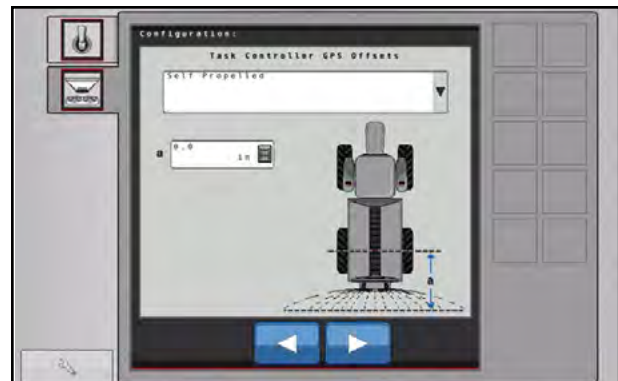 Configuration:
Task Controller GPS Offsets
Self Propelled
a
0.0
in
a